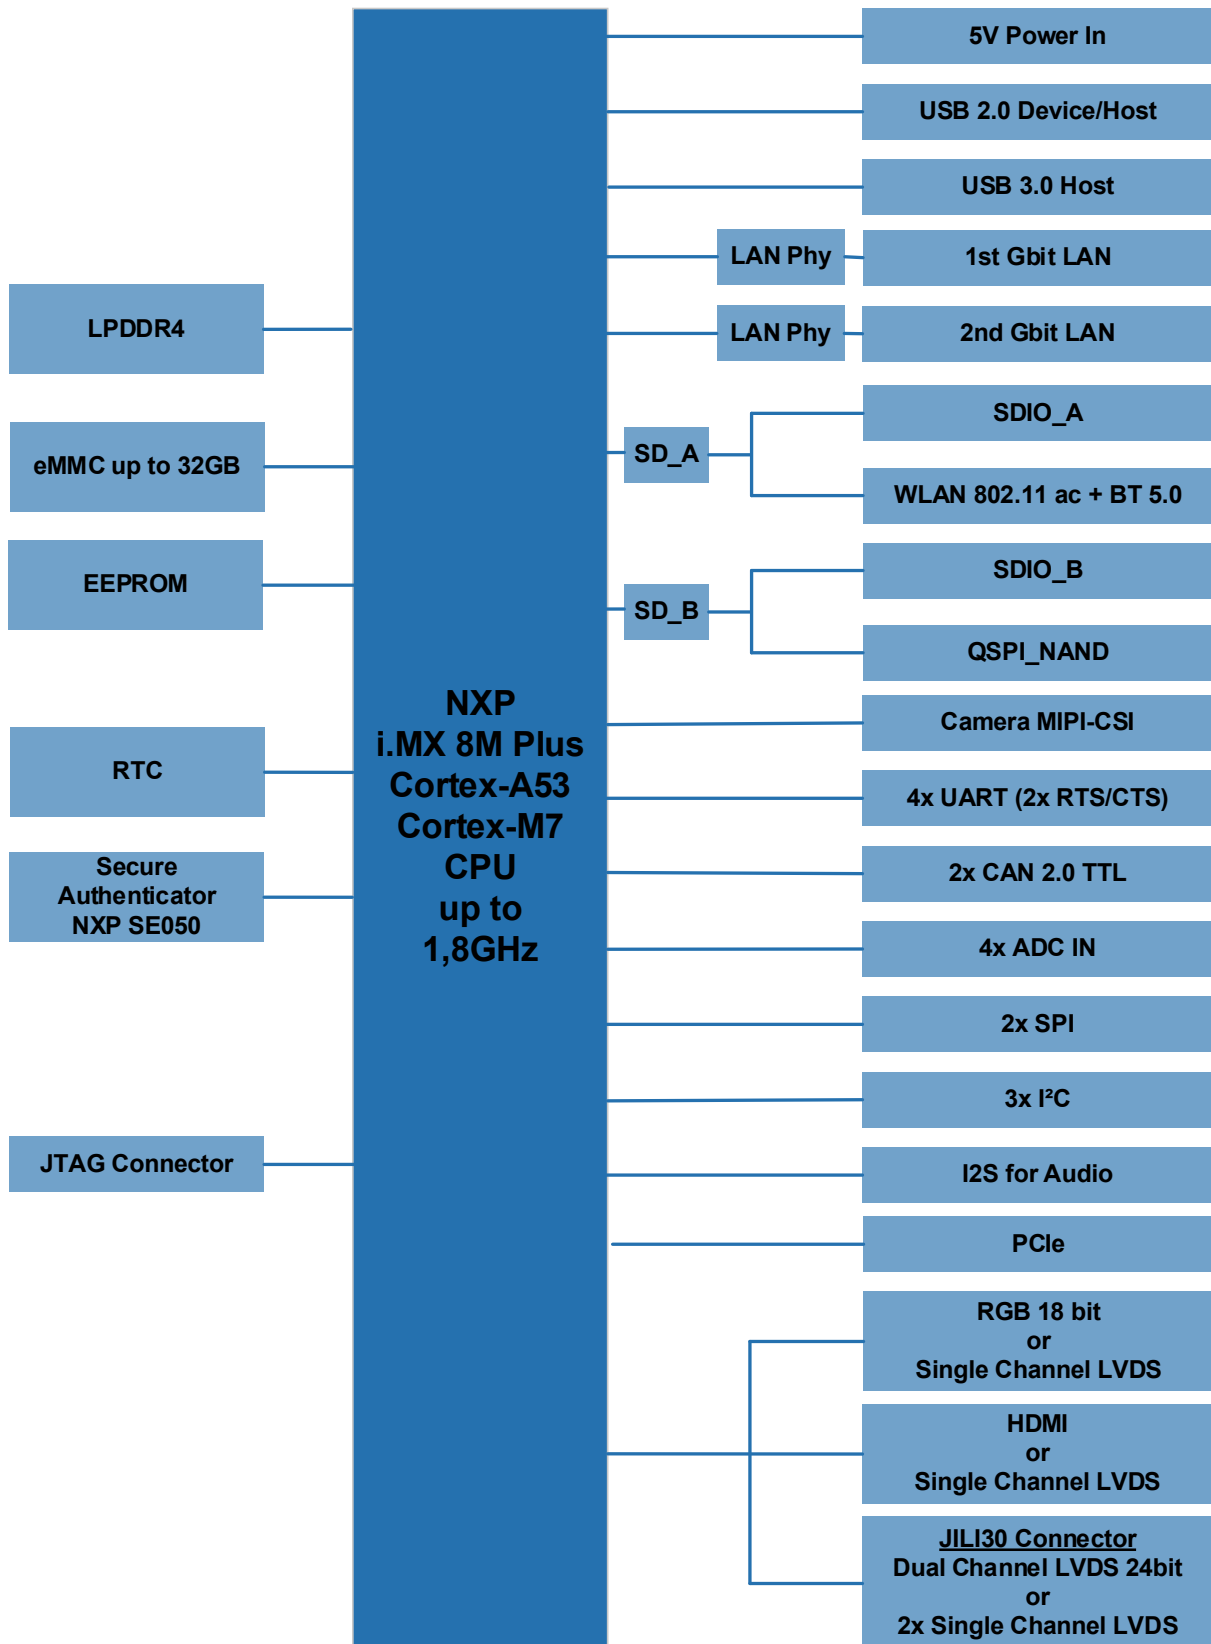 5V Power In
USB 2.0 Device/Host
USB 3.0 Host
LAN Phy
1st Gbit LAN
LAN Phy
2nd Gbit LAN
LPDDR4
eMMC up to 32GB
EEPROM
RTC
Secure
Authenticator
NXP SE050
JTAG Connector
NXP
i.MX 8M Plus
Cortex-A53
Cortex-M7
CPU
up to
1,8GHz
SD_A
SDIO_A
WLAN 802.11 ac + BT 5.0
SD_B
SDIO_B
QSPI_NAND
Camera MIPI-CSI
4x UART (2x RTS/CTS)
2x CAN 2.0 TTL
4x ADC IN
2x SPI
3x I²C
I2S for Audio
PCIe
RGB 18 bit
or
Single Channel LVDS
HDMI
or
Single Channel LVDS
JILI30 Connector
Dual Channel LVDS 24bit
or
2x Single Channel LVDS